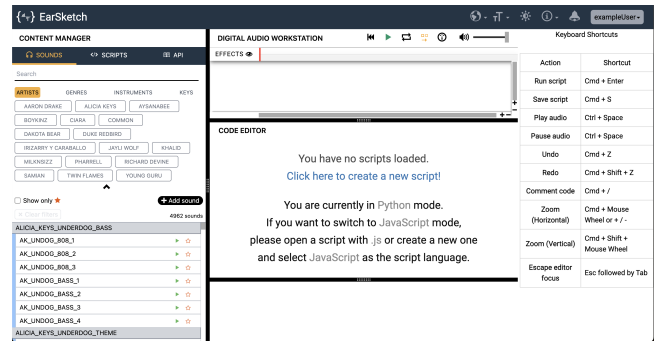 EarSketch
exampleUser
CONTENT MANAGER
SOUNDS
</> SCRIPTS
API
Search
ARTISTS
GENRES
INSTRUMENTS
KEYS
AARON DRAKE
ALICIA KEYS
AYSANABEE
BOYKINZ
CIARA
COMMON
DAKOTA BEAR
DUKE REDBIRD
IRIZARRY Y CARABALLO
JAYLI WOLF
KHALID
MILKNSIZZ
PHARRELL
RICHARD DEVINE
SAMIAN
TWIN FLAMES
YOUNG GURU
Show only ★
+ Add sound
× Clear filters
4962 sounds
ALICIA_KEYS_UNDERDOG_BASS
AK_UNDOG_808_1
AK_UNDOG_808_2
AK_UNDOG_808_3
AK_UNDOG_BASS_1
AK_UNDOG_BASS_2
AK_UNDOG_BASS_3
AK_UNDOG_BASS_4
ALICIA_KEYS_UNDERDOG_THEME
DIGITAL AUDIO WORKSTATION
EFFECTS
CODE EDITOR
You have no scripts loaded.
Click here to create a new script!
You are currently in Python mode.
If you want to switch to JavaScript mode,
please open a script with .js or create a new one
and select JavaScript as the script language.
Keyboard Shortcuts
Action Shortcut
Run script Cmd + Enter
Save script Cmd + S
Play audio Ctrl + Space
Pause audio Ctrl + Space
Undo Cmd + Z
Redo Cmd + Shift + Z
Comment code Cmd + /
Zoom
(Horizontal)
Cmd + Mouse
Wheel or + / -
Zoom (Vertical)
Cmd + Shift +
Mouse Wheel
Escape editor
focus
Esc followed by Tab